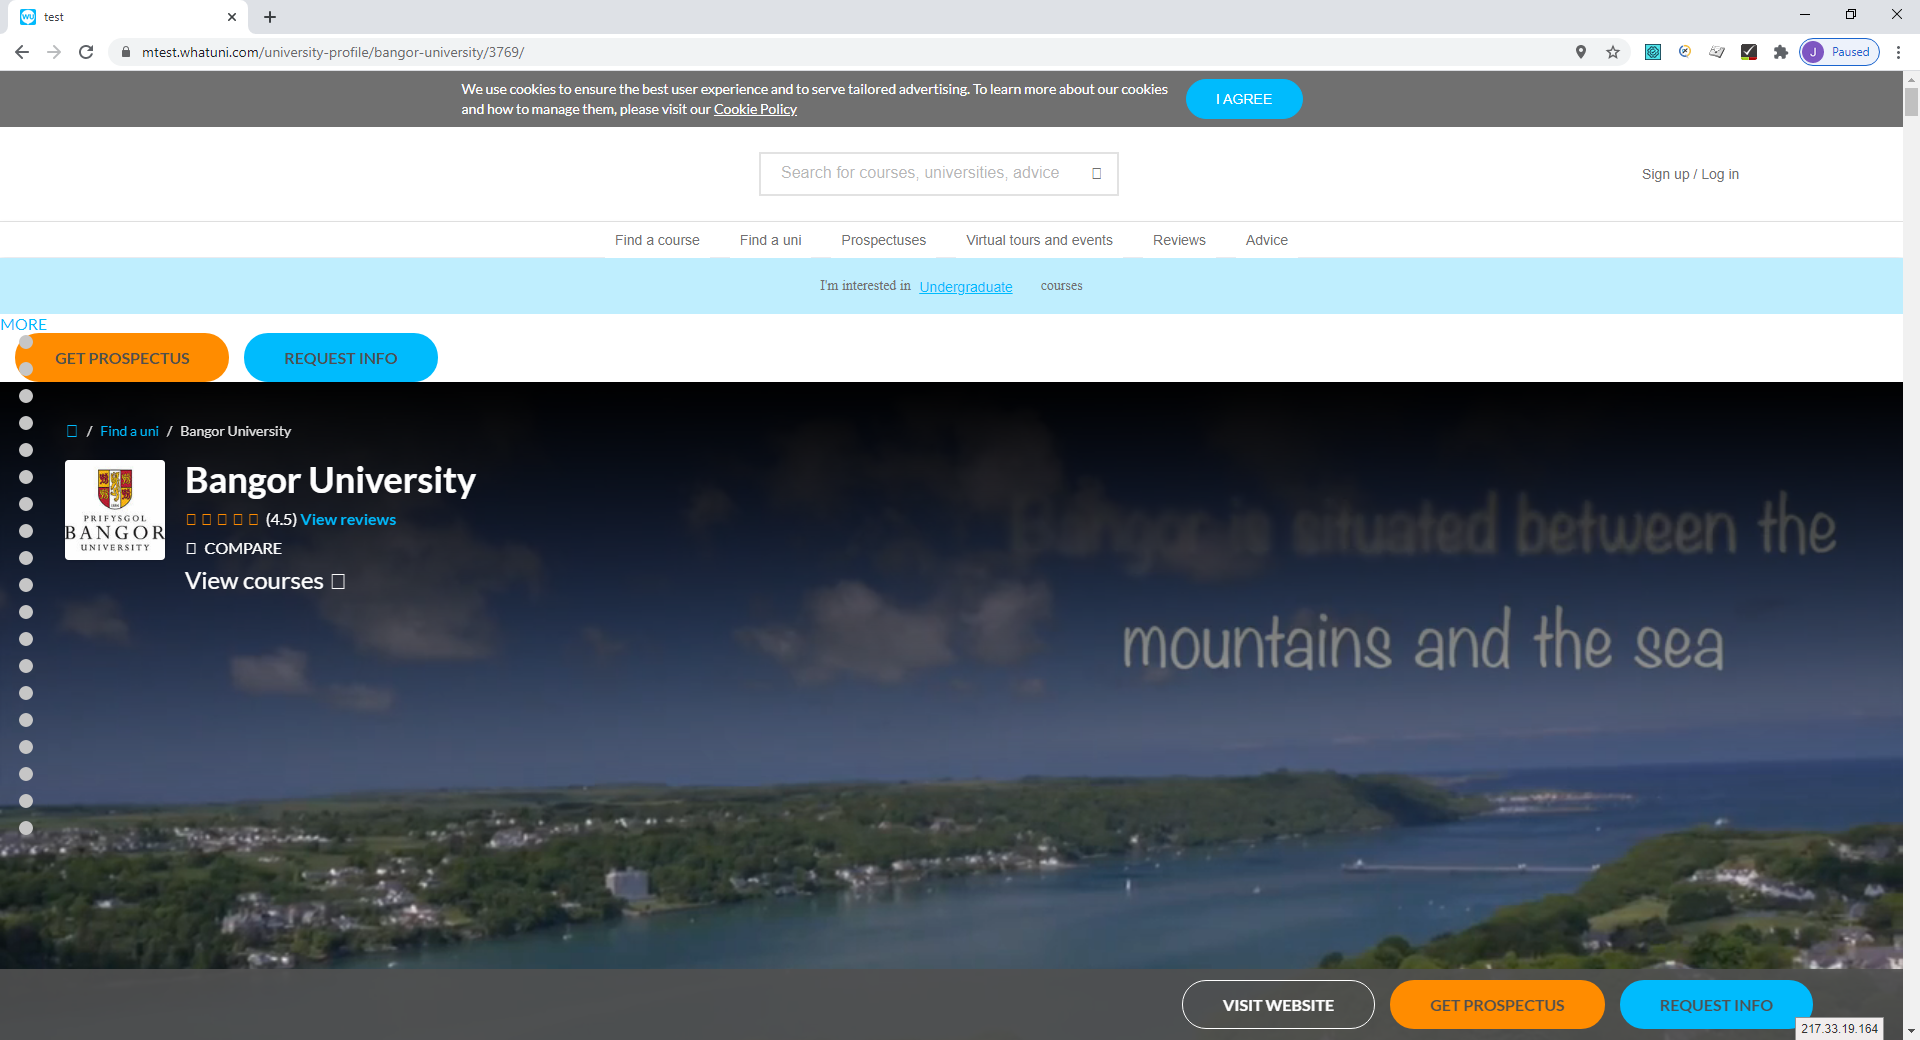 test
mtest.whatuni.com/university-profile/bangor-university/3769/
J Paused
We use cookies to ensure the best user experience and to serve tailored advertising. To learn more about our cookies
and how to manage them, please visit our Cookie Policy
I AGREE
Search for courses, universities, advice
Sign up / Log in
Find a course Find a uni Prospectuses Virtual tours and events Reviews Advice
I'm interested in Undergraduate courses
MORE
GET PROSPECTUS REQUEST INFO
/ Find a uni / Bangor University
PRIFYSGOL
BANGOR
UNIVERSITY
Bangor University
(4.5) View reviews
COMPARE
View courses
Bangor is situated between the
mountains and the sea
VISIT WEBSITE GET PROSPECTUS REQUEST INFO
217.33.19.164